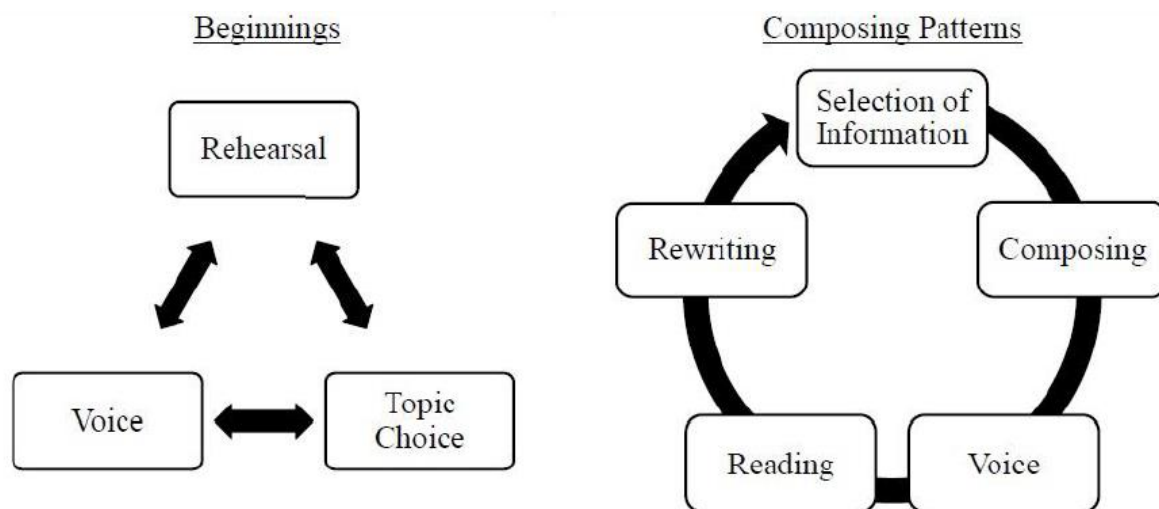 Beginnings
Rehearsal
Voice
Topic
Choice
Composing Patterns
Selection of
Information
Composing
Voice
Reading
Rewriting